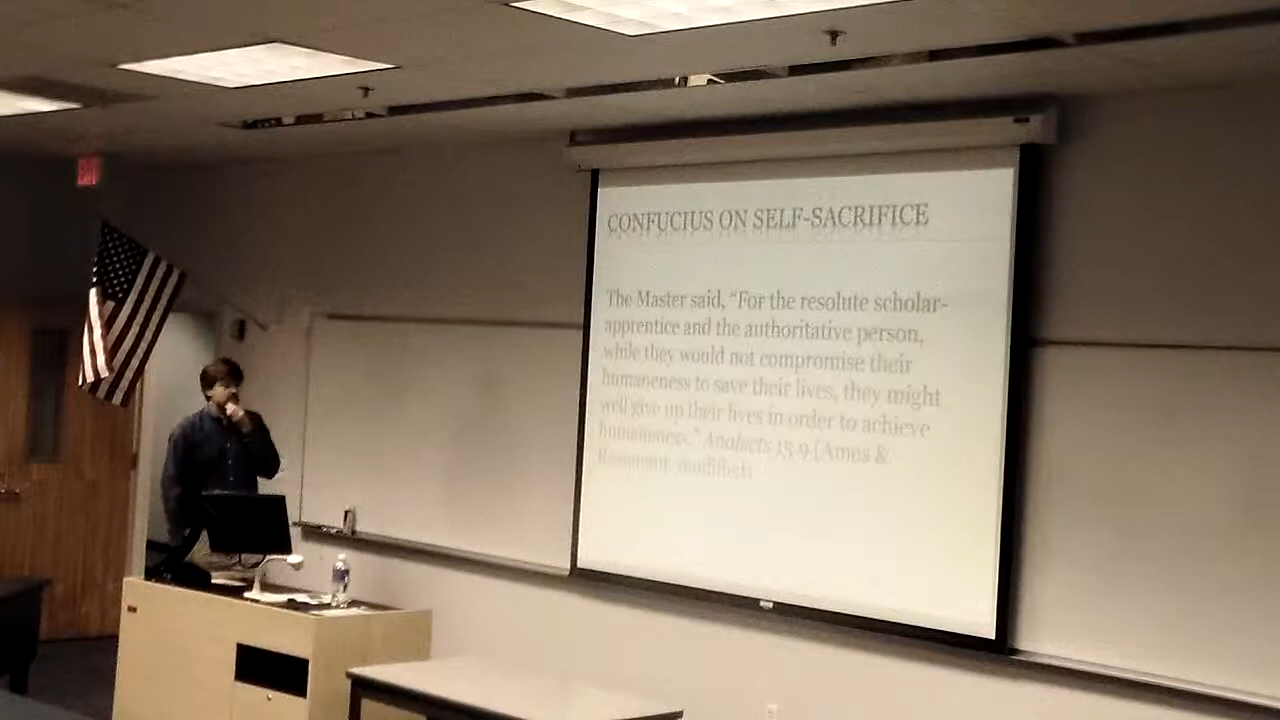 EXIT
CONFUCIUS ON SELF-SACRIFICE
The Master said, “For the resolute scholar-
apprentice and the authoritative person,
while they would not compromise their
humaneness to save their lives, they might
well give up their lives in order to achieve
humaneness.” Analects 15.9 (Ames &
Rosemont, modified)